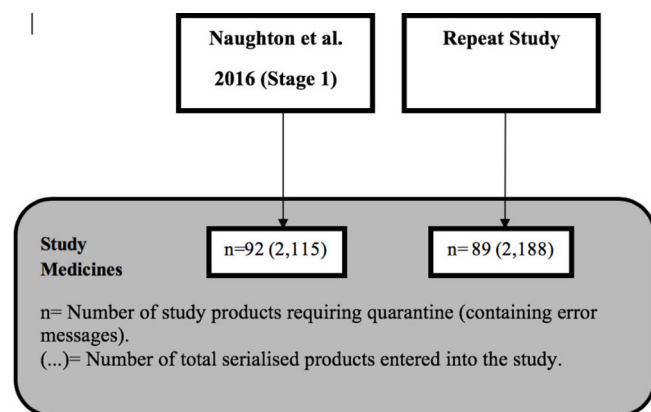 Naughton et al.
2016 (Stage 1)
Repeat Study
Study
Medicines
n=92 (2,115)
n= 89 (2,188)
n= Number of study products requiring quarantine (containing error
messages).
(...)= Number of total serialised products entered into the study.